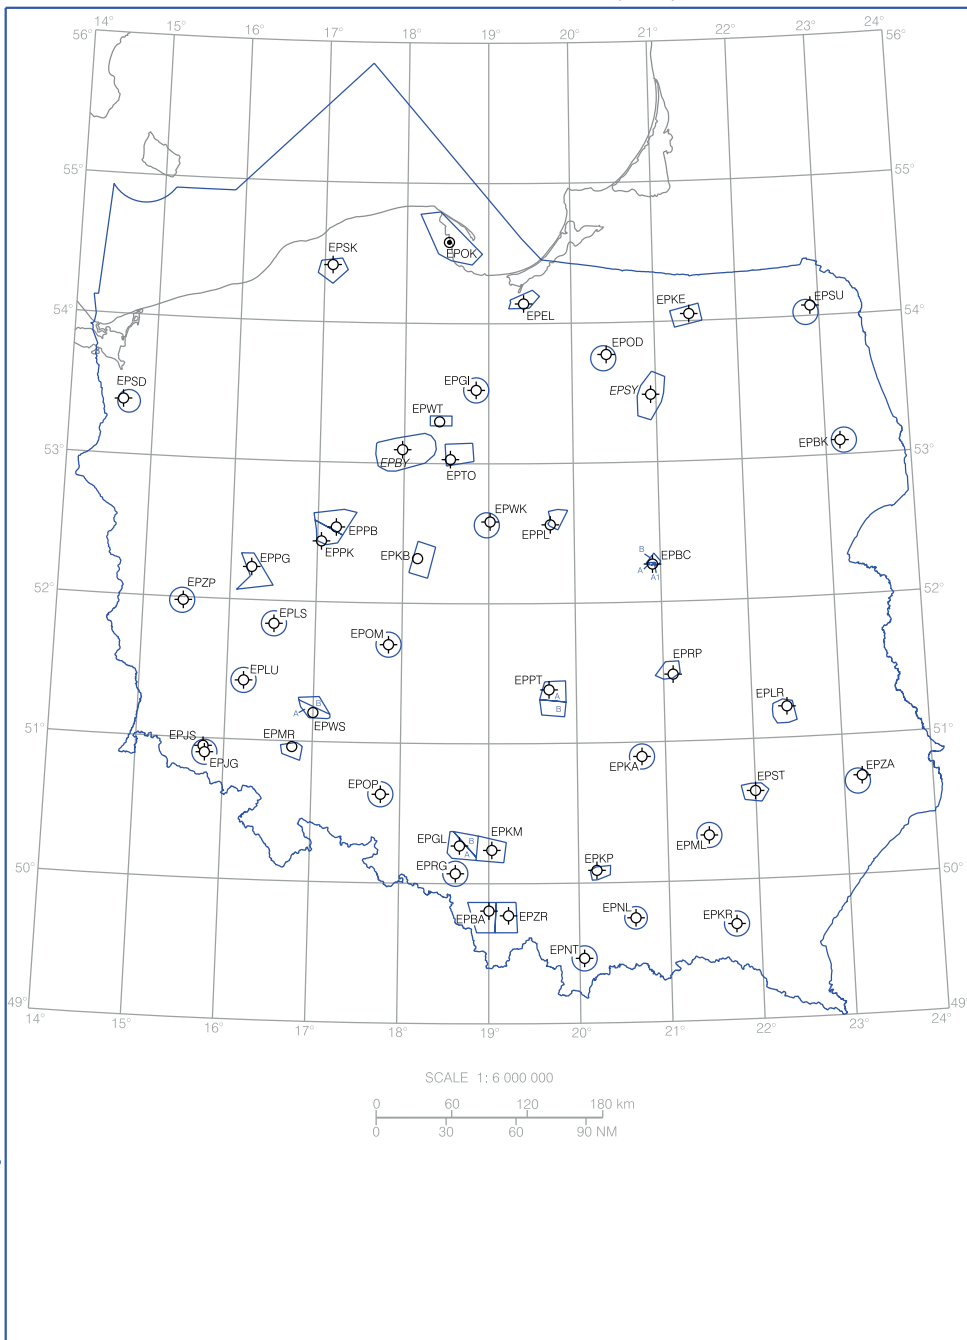 14° 15° 16° 17° 18° 19° 20° 21° 22° 23° 24°
56° 56°
55° 55°
EPSK
EPOK
EPSU
EPKE
54° 54°
EPEL
EPOD
EPGI
EPSD
EPSY
EPWT
EPBK
53° 53°
EPBY
EPTO
EPWK
EPPB
EPPL
EPPK
B
EPBC
EPKB
EPPG
A
A1
EPZP
52° 52°
EPLS
EPOM
EPRP
EPLU
EPPT
A
EPLR
B
B
A
EPWS
51° 51°
EPJS
EPMR
EPJG
EPKA
EPZA
EPST
EPOP
EPKM
EPGL
B
A
EPML
EPKP
50° 50°
EPRG
EPNL
EPKR
EPBA
EPZR
EPNT
49° 49°
14° 15° 16° 17° 18° 19° 20° 21° 22° 23° 24°
SCALE 1: 6 000 000
0 60 120 180 km
0 30 60 90 NM